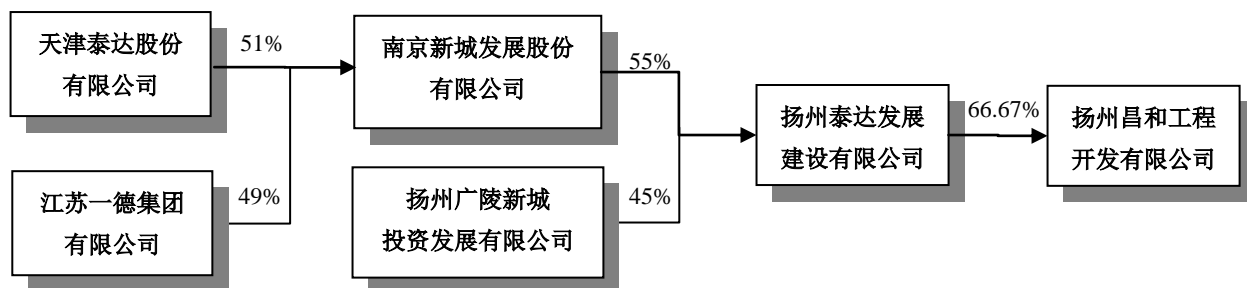 天津泰达股份
有限公司
51%
江苏一德集团
有限公司
49%
南京新城发展股份
有限公司
55%
扬州广陵新城
投资发展有限公司
45%
扬州泰达发展
建设有限公司
66.67%
扬州昌和工程
开发有限公司